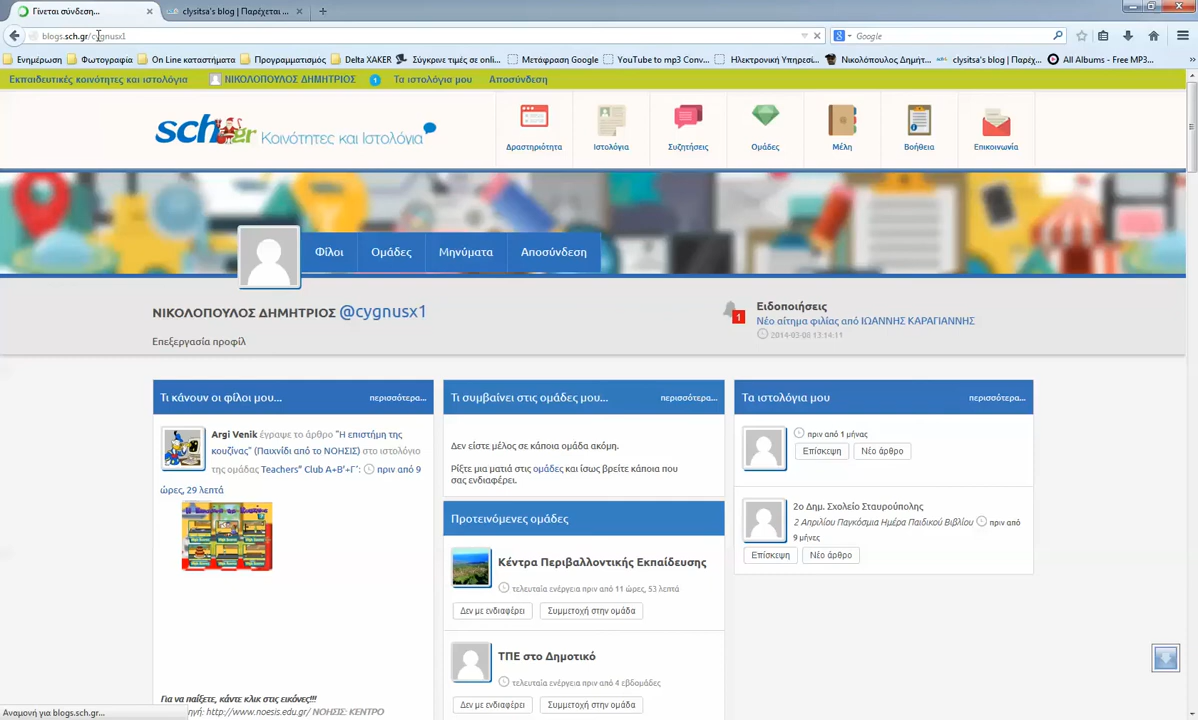 Γίνεται σύνδεση...
clysitsa's blog | Παρέχεται ...
blogs.sch.gr/cygnusx1
Google
Ενημέρωση
Φωτογραφία
On Line καταστήματα
Προγραμματισμός
Delta XAKER
Σύγκρινε τιμές σε onli...
Μετάφραση Google
YouTube to mp3 Conv...
Ηλεκτρονική Υπηρεσί...
Νικολόπουλος Δημήτ...
clysitsa's blog | Παρέχ...
All Albums - Free MP3...
Εκπαιδευτικές κοινότητες και ιστολόγια
ΝΙΚΟΛΟΠΟΥΛΟΣ ΔΗΜΗΤΡΙΟΣ
1
Τα ιστολόγια μου
Αποσύνδεση
sch gr Κοινότητες και Ιστολόγια
Δραστηριότητα
Ιστολόγια
Συζητήσεις
Ομάδες
Μέλη
Βοήθεια
Επικοινωνία
Φίλοι
Ομάδες
Μηνύματα
Αποσύνδεση
ΝΙΚΟΛΟΠΟΥΛΟΣ ΔΗΜΗΤΡΙΟΣ @cygnusx1
Επεξεργασία προφίλ
1
Ειδοποιήσεις
Νέο αίτημα φιλίας από ΙΩΑΝΝΗΣ ΚΑΡΑΓΙΑΝΝΗΣ
2014-03-06 13:14:11
Τι κάνουν οι φίλοι μου...
περισσότερα...
Argi Venik έγραψε το άρθρο "Η επιστήμη της
κουζίνας" (Παιχνίδι από το ΝΟΗΣΙΣ) στο ιστολόγιο
της ομάδας Teachers" Club Α+Β'+Γ': πριν από 9
ώρες, 29 λεπτά
Για να παίξετε, κάντε κλικ στις εικόνες!!!
ηγή: http://www.noesis.edu.gr/ ΝΟΗΣΙΣ: ΚΕΝΤΡΟ
Τι συμβαίνει στις ομάδες μου...
περισσότερα...
Δεν είστε μέλος σε κάποια ομάδα ακόμη.
Ρίξτε μια ματιά στις ομάδες και ίσως βρείτε κάποια που
σας ενδιαφέρει.
Προτεινόμενες ομάδες
Κέντρα Περιβαλλοντικής Εκπαίδευσης
τελευταία ενέργεια πριν από 11 ώρες, 53 λεπτά
Δεν με ενδιαφέρει
Συμμετοχή στην ομάδα
ΤΠΕ στο Δημοτικό
τελευταία ενέργεια πριν από 4 εβδομάδες
Δεν με ενδιαφέρει
Συμμετοχή στην ομάδα
Τα ιστολόγια μου
περισσότερα...
πριν από 1 μήνας
Επίσκεψη
Νέο άρθρο
2ο Δημ. Σχολείο Σταυρούπολης
2 Απριλίου Παγκόσμια Ημέρα Παιδικού Βιβλίου πριν από
9 μήνες
Επίσκεψη
Νέο άρθρο
Αναμονή για blogs.sch.gr...